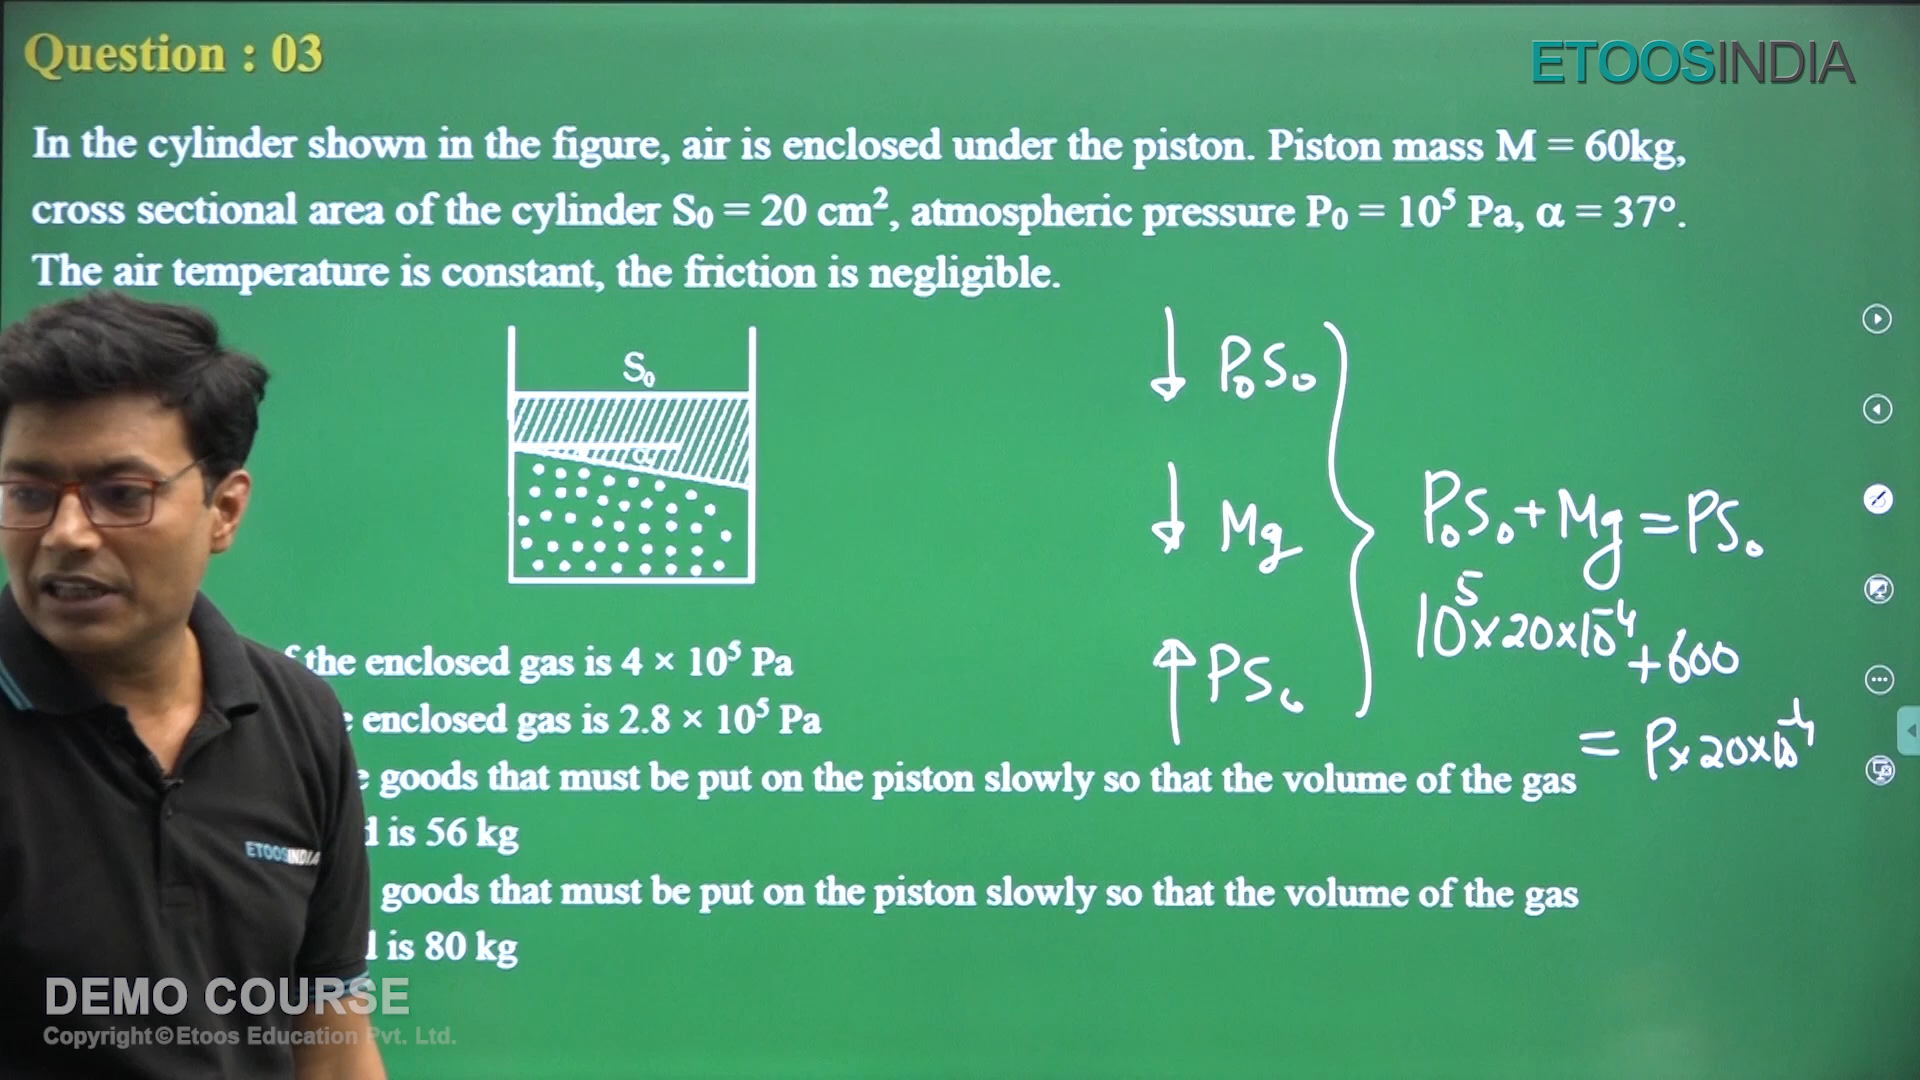 Question : 03
ETOOSINDIA
In the cylinder shown in the figure, air is enclosed under the piston. Piston mass M = 60kg,
cross sectional area of the cylinder S₀ = 20 cm², atmospheric pressure P₀ = 10⁵ Pa, α = 37°.
The air temperature is constant, the friction is negligible.
S₀
α
↓ P₀S₀
↓ Mg
↑ PS₀
P₀S₀ + Mg = PS₀
10⁵ × 20 × 10⁻⁴ + 600
= P × 20 × 10⁻⁴
the enclosed gas is 4 × 10⁵ Pa
enclosed gas is 2.8 × 10⁵ Pa
goods that must be put on the piston slowly so that the volume of the gas
is 56 kg
goods that must be put on the piston slowly so that the volume of the gas
is 80 kg
ETOOSINDIA
DEMO COURSE
Copyright © Etoos Education Pvt. Ltd.